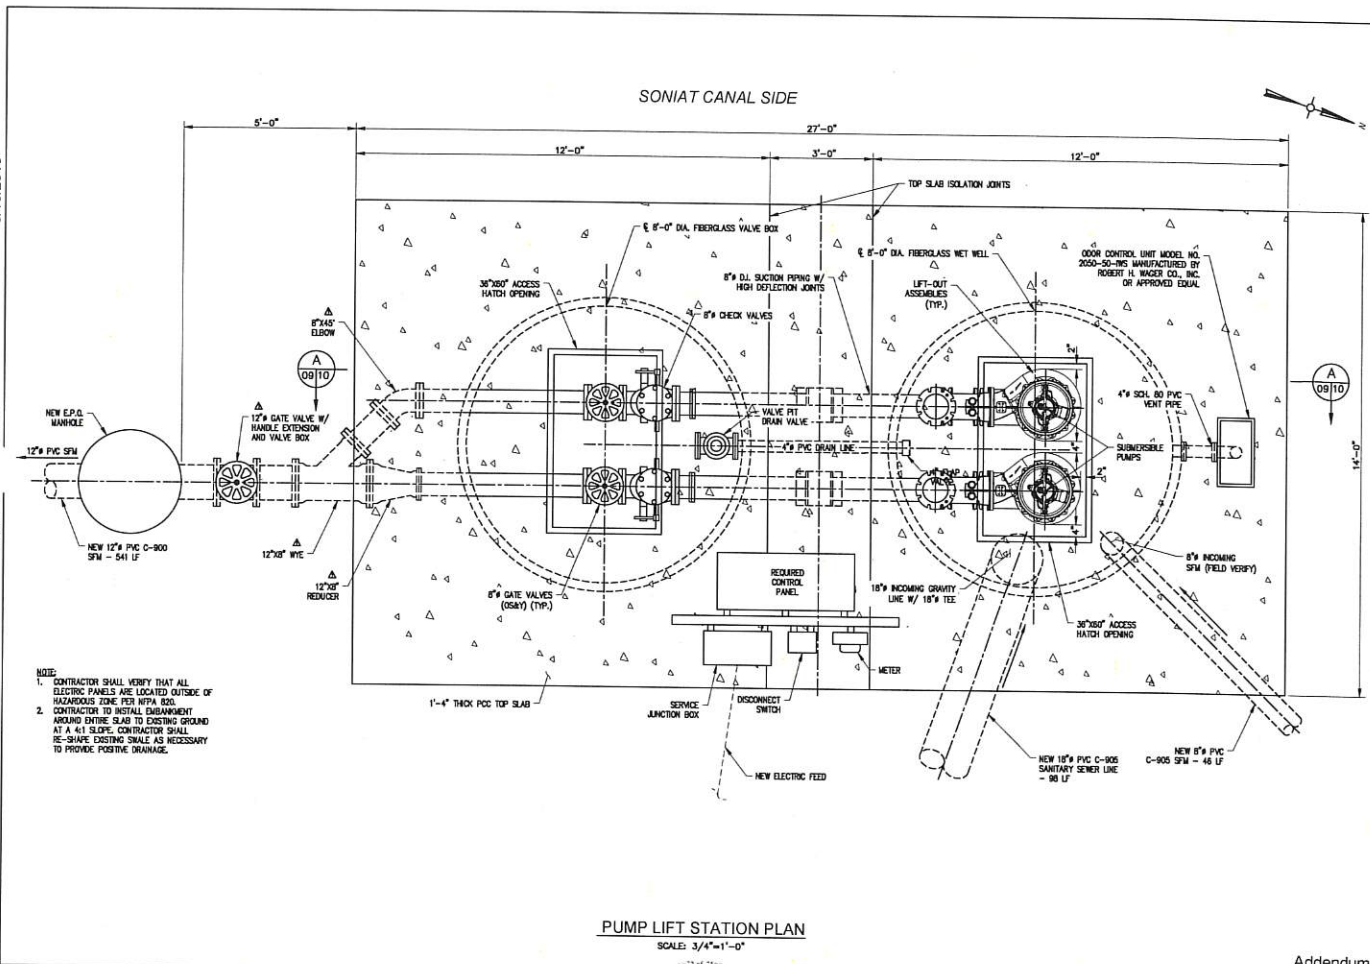 SONIAT CANAL SIDE
N
5'-0"
27'-0"
12'-0"
3'-0"
12'-0"
TOP SLAB ISOLATION JOINTS
℄ 8'-0" DIA. FIBERGLASS VALVE BOX
℄ 8'-0" DIA. FIBERGLASS WET WELL
ODOR CONTROL UNIT MODEL NO.
2050-50-IWS MANUFACTURED BY
ROBERT H. WAGER CO., INC.
OR APPROVED EQUAL
36"X60" ACCESS
HATCH OPENING
8"ø D.I. SUCTION PIPING W/
HIGH DEFLECTION JOINTS
LIFT-OUT
ASSEMBLIES
(TYP.)
8"ø CHECK VALVES
8"X45°
ELBOW
A
09 10
A
09 10
2"
4"ø SCH. 80 PVC
VENT PIPE
NEW E.P.O.
MANHOLE
12"ø GATE VALVE W/
HANDLE EXTENSION
AND VALVE BOX
VALVE PIT
DRAIN VALVE
4"ø PVC DRAIN LINE
4"ø FLAP
VALVE
SUBMERSIBLE
PUMPS
14'-0"
12"ø PVC SFM
4"
4"
2"
4"
NEW 12"ø PVC C-900
SFM - 541 LF
12"X8" WYE
12"X8"
REDUCER
8"ø GATE VALVES
(OS&Y) (TYP.)
REQUIRED
CONTROL
PANEL
18"ø INCOMING GRAVITY
LINE W/ 18"ø TEE
8"ø INCOMING
SFM (FIELD VERIFY)
36"X60" ACCESS
HATCH OPENING
METER
DISCONNECT
SWITCH
SERVICE
JUNCTION BOX
1'-4" THICK PCC TOP SLAB
NOTE:
1. CONTRACTOR SHALL VERIFY THAT ALL
ELECTRIC PANELS ARE LOCATED OUTSIDE OF
HAZARDOUS ZONE PER NFPA 820.
2. CONTRACTOR TO INSTALL EMBANKMENT
AROUND ENTIRE SLAB TO EXISTING GROUND
AT A 4:1 SLOPE. CONTRACTOR SHALL
RE-SHAPE EXISTING SWALE AS NECESSARY
TO PROVIDE POSITIVE DRAINAGE.
NEW ELECTRIC FEED
NEW 18"ø PVC C-905
SANITARY SEWER LINE
- 98 LF
NEW 8"ø PVC
C-905 SFM - 46 LF
PUMP LIFT STATION PLAN
SCALE: 3/4"=1'-0"
Addendum